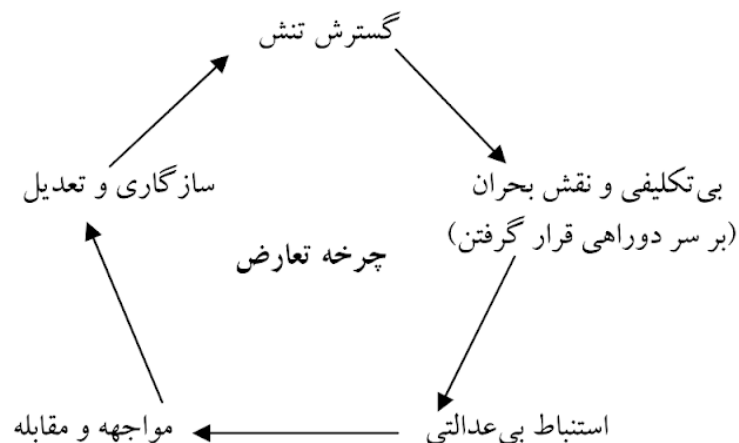 گسترش تنش
سازگاری و تعدیل
بی‌تکلیفی و نقش بحران
(بر سر دوراهی قرار گرفتن)
چرخه تعارض
مواجهه و مقابله
استنباط بی‌عدالتی